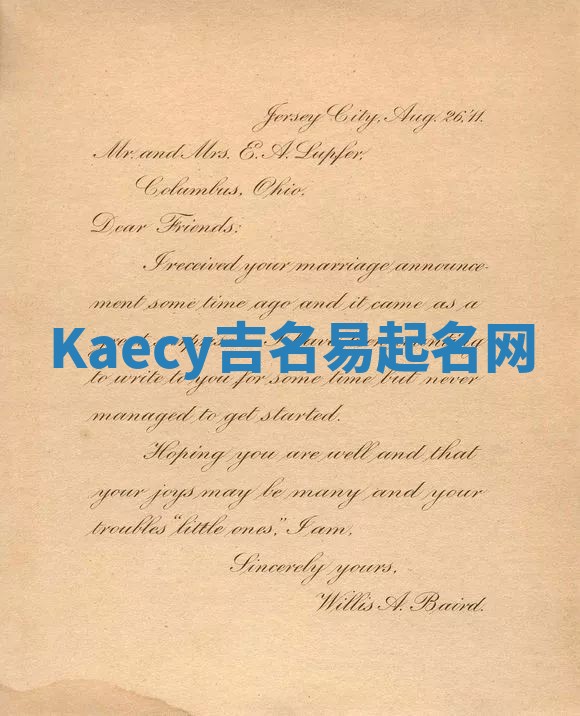 Jersey City, Aug. 26, '11.
Mr. and Mrs. E. A. Lupfer,
Columbus, Ohio.
Dear Friends:
I received your marriage announce-
ment some time ago and it came as a
Kaecy吉名易起名网
to write to you for some time but never
managed to get started.
Hoping you are well and that
your joys may be many and your
troubles "little ones," I am,
Sincerely yours,
Willis A. Baird.